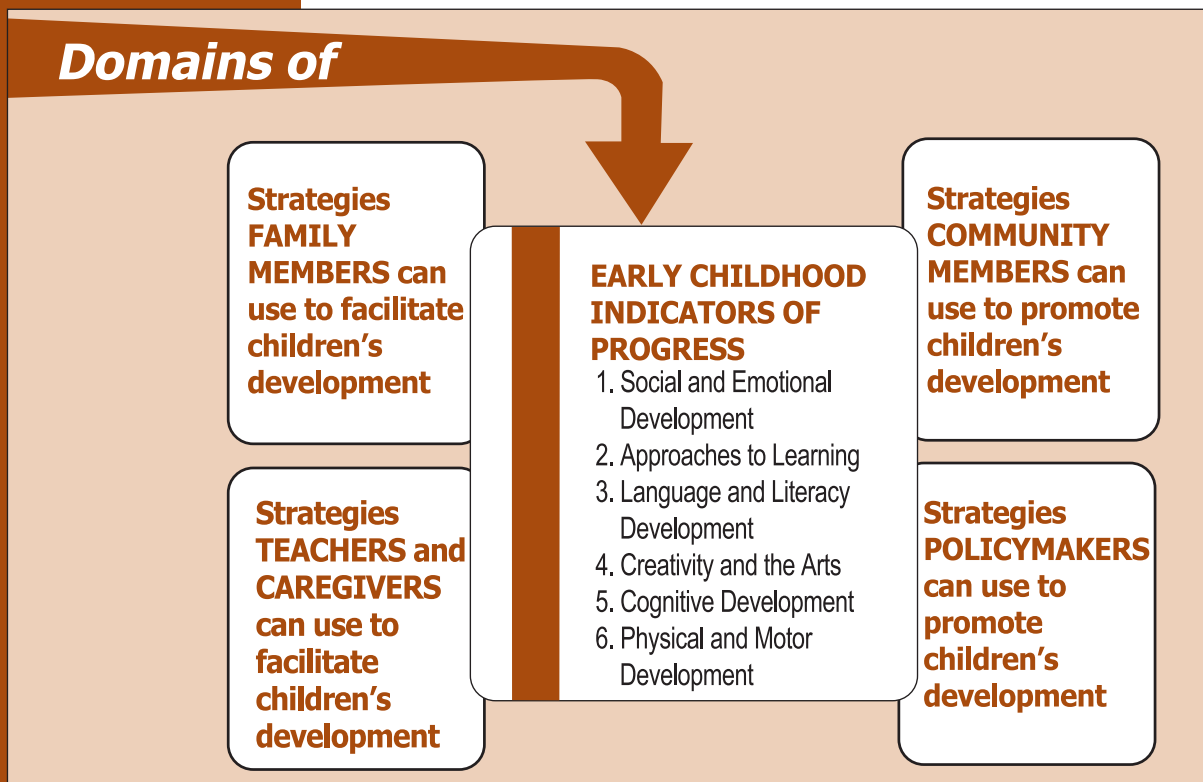 Domains of
Strategies
FAMILY
MEMBERS can
use to facilitate
children's
development
Strategies
TEACHERS and
CAREGIVERS
can use to
facilitate
children's
development
EARLY CHILDHOOD
INDICATORS OF
PROGRESS
1. Social and Emotional
Development
2. Approaches to Learning
3. Language and Literacy
Development
4. Creativity and the Arts
5. Cognitive Development
6. Physical and Motor
Development
Strategies
COMMUNITY
MEMBERS can
use to promote
children's
development
Strategies
POLICYMAKERS
can use to
promote
children's
development